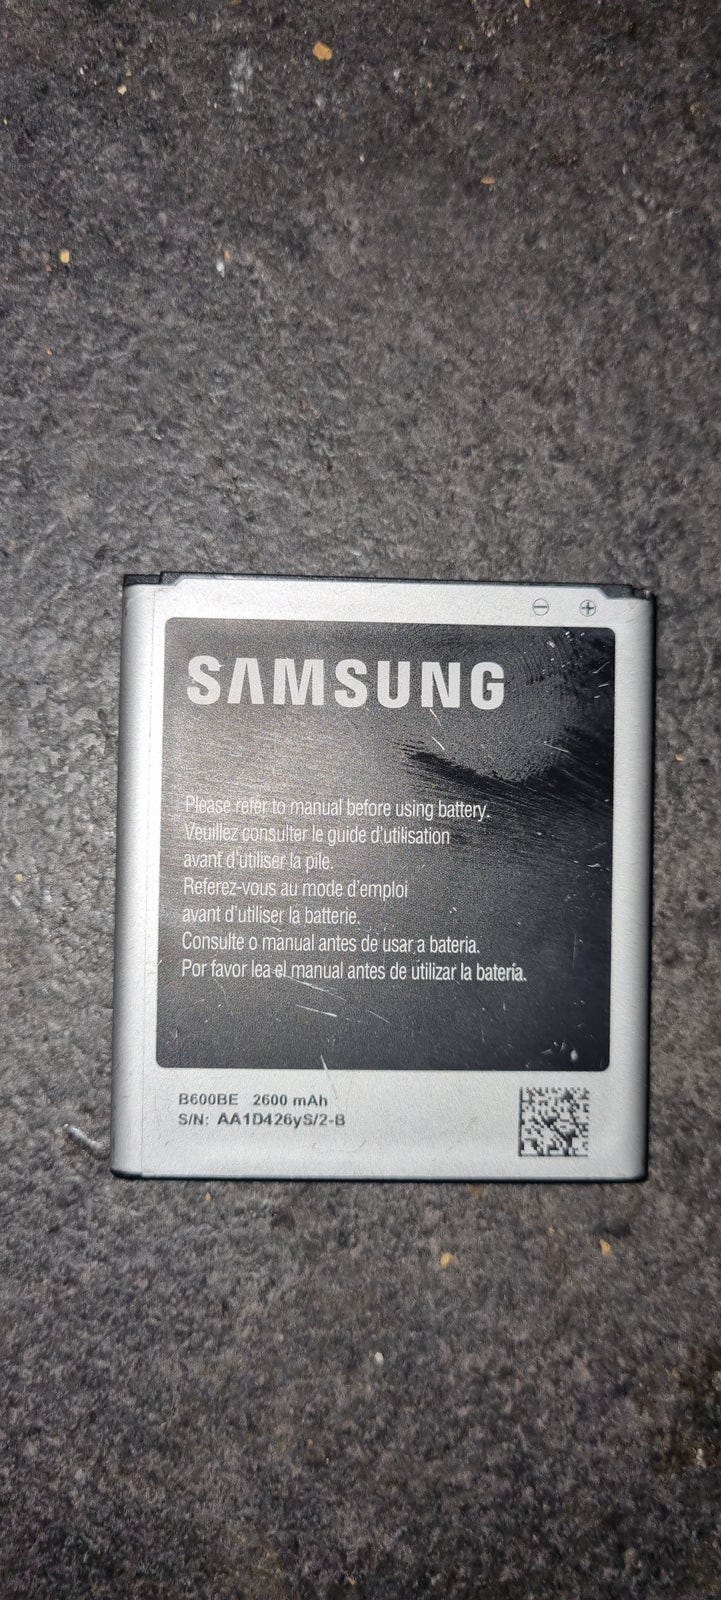 SAMSUNG
Please refer to manual before using battery.
Veuillez consulter le guide d'utilisation
avant d'utiliser la pile.
Referez-vous au mode d'emploi
avant d'utiliser la batterie.
Consulte o manual antes de usar a bateria.
Por favor lea el manual antes de utilizar la batería.
B600BE 2600 mAh
S/N: AA1D426yS/2-B